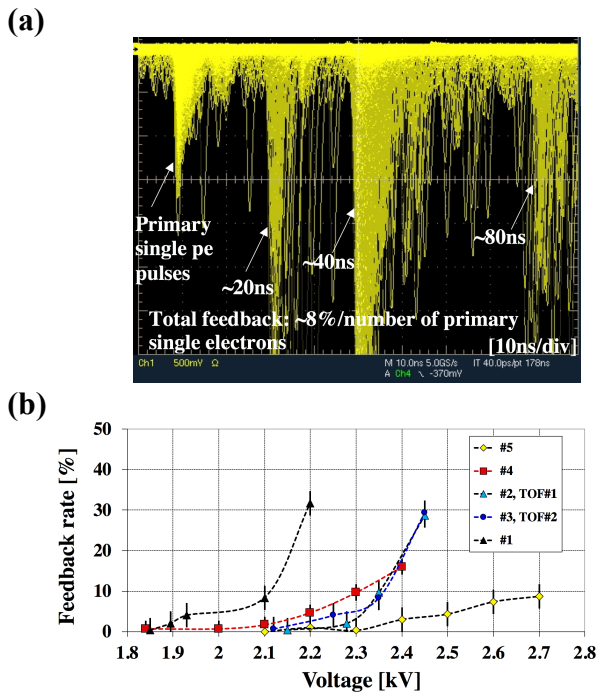 (a)
Primary
single pe
pulses
~20ns
~40ns
~80ns
Total feedback: ~8%/number of primary
single electrons
[10ns/div]
Ch1 500mV Ω M 10.0ns 5.0GS/s IT 40.0ps/pt 178ns
A Ch4 ∖ -370mV
(b)
50
40
30
20
10
0
Feedback rate [%]
#5
#4
#2, TOF#1
#3, TOF#2
#1
1.8 1.9 2.0 2.1 2.2 2.3 2.4 2.5 2.6 2.7 2.8
Voltage [kV]